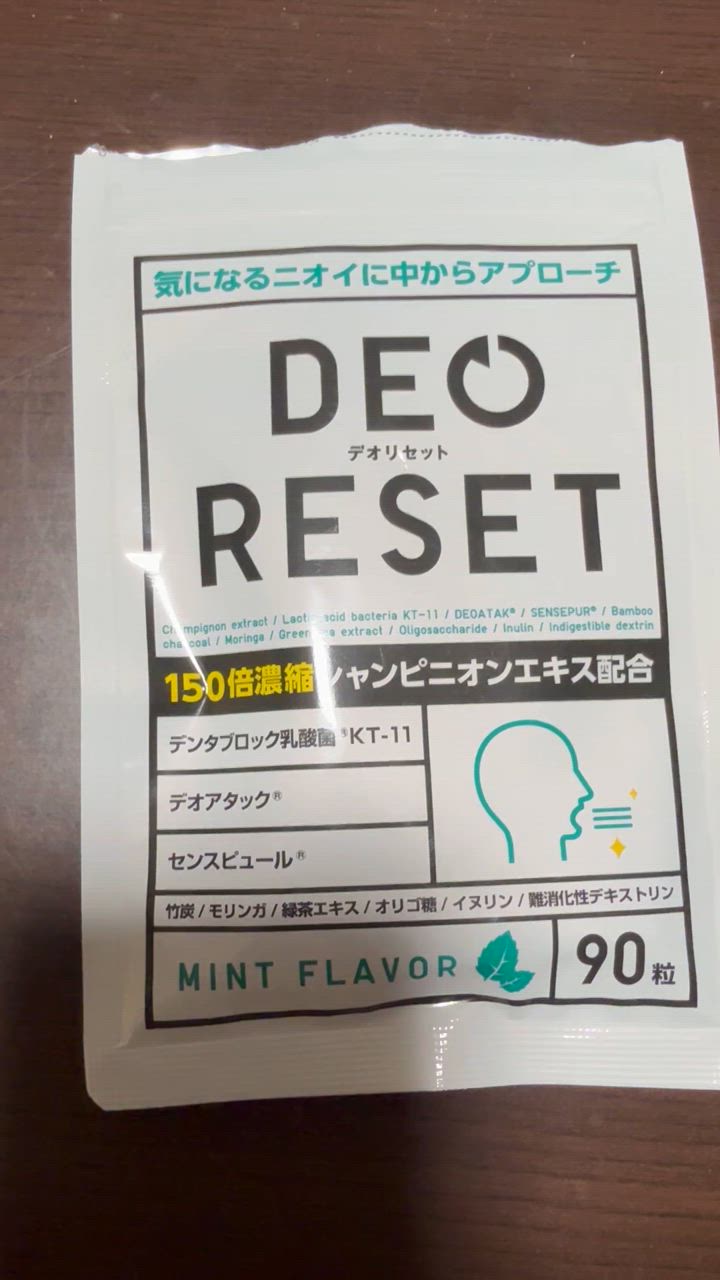 気になるニオイに中からアプローチ
DEO
デオリセット
RESET
Champignon extract / Lactic acid bacteria KT-11 / DEOATAK® / SENSEPUR® / Bamboo
charcoal / Moringa / Green tea extract / Oligosaccharide / Inulin / Indigestible dextrin
150倍濃縮シャンピニオンエキス配合
デンタブロック乳酸菌®KT-11
デオアタック®
センスピュール®
竹炭 / モリンガ / 緑茶エキス / オリゴ糖 / イヌリン / 難消化性デキストリン
MINT FLAVOR
90粒